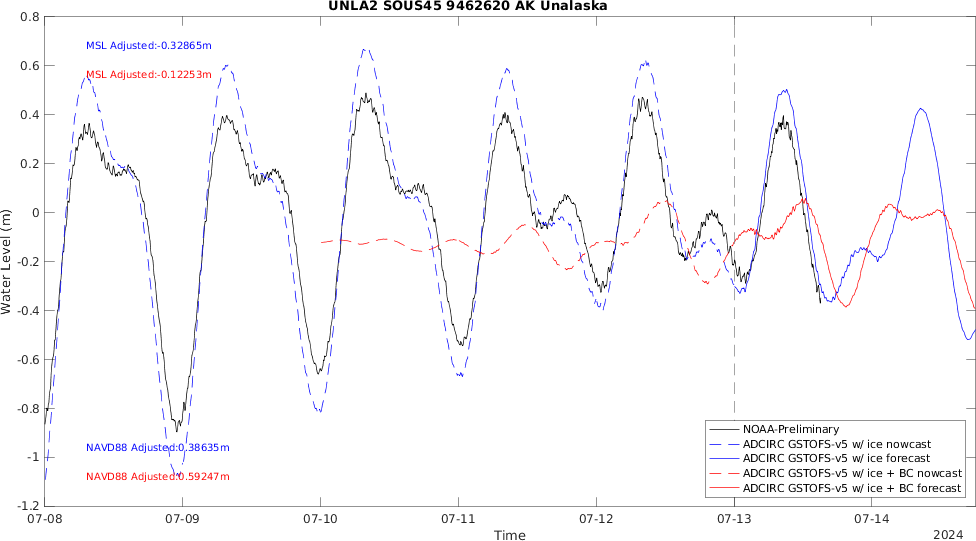 UNLA2 SOUS45 9462620 AK Unalaska
0.8
0.6
0.4
0.2
0
-0.2
-0.4
-0.6
-0.8
-1
-1.2
Water Level (m)
MSL Adjusted:-0.32865m
MSL Adjusted:-0.12253m
NAVD88 Adjusted:0.38635m
NAVD88 Adjusted:0.59247m
NOAA-Preliminary
ADCIRC GSTOFS-v5 w/ ice nowcast
ADCIRC GSTOFS-v5 w/ ice forecast
ADCIRC GSTOFS-v5 w/ ice + BC nowcast
ADCIRC GSTOFS-v5 w/ ice + BC forecast
07-08 07-09 07-10 07-11 07-12 07-13 07-14
Time
2024